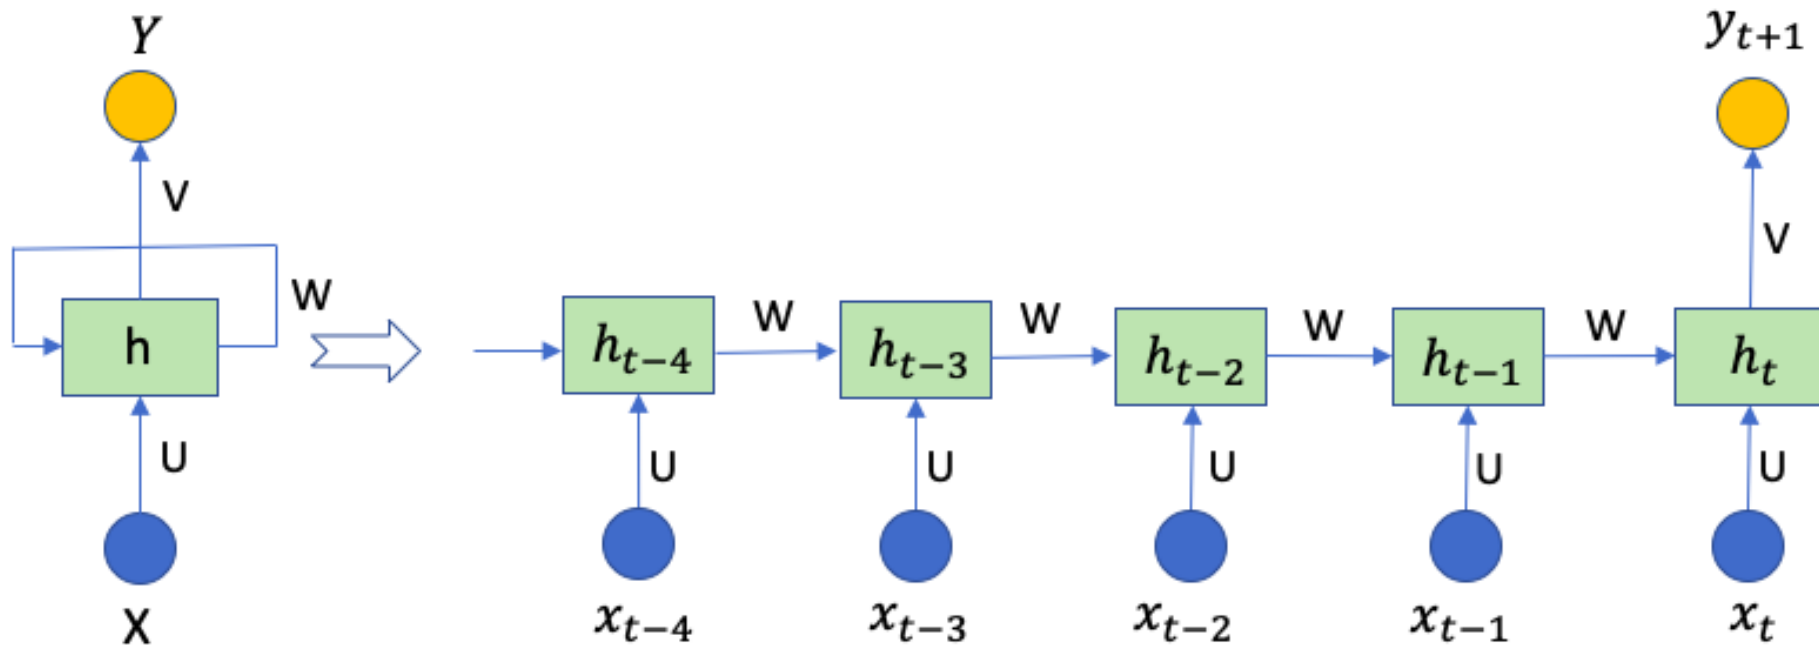 Y y_{t+1}
V V
W W W W W
h h_{t-4} h_{t-3} h_{t-2} h_{t-1} h_t
U U U U U U
X x_{t-4} x_{t-3} x_{t-2} x_{t-1} x_t